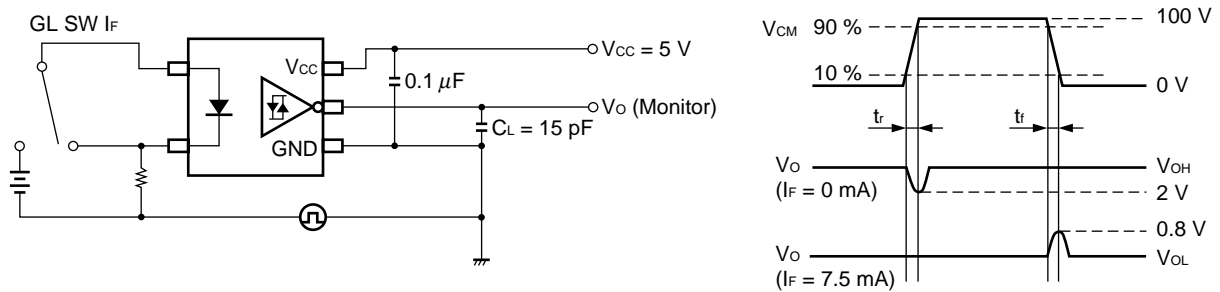 GL SW IF
VCC
VCC = 5 V
0.1 μF
VO (Monitor)
CL = 15 pF
GND
VCM 90 %
10 %
100 V
0 V
tr
tf
VO
(IF = 0 mA)
VOH
2 V
0.8 V
VO
(IF = 7.5 mA)
VOL